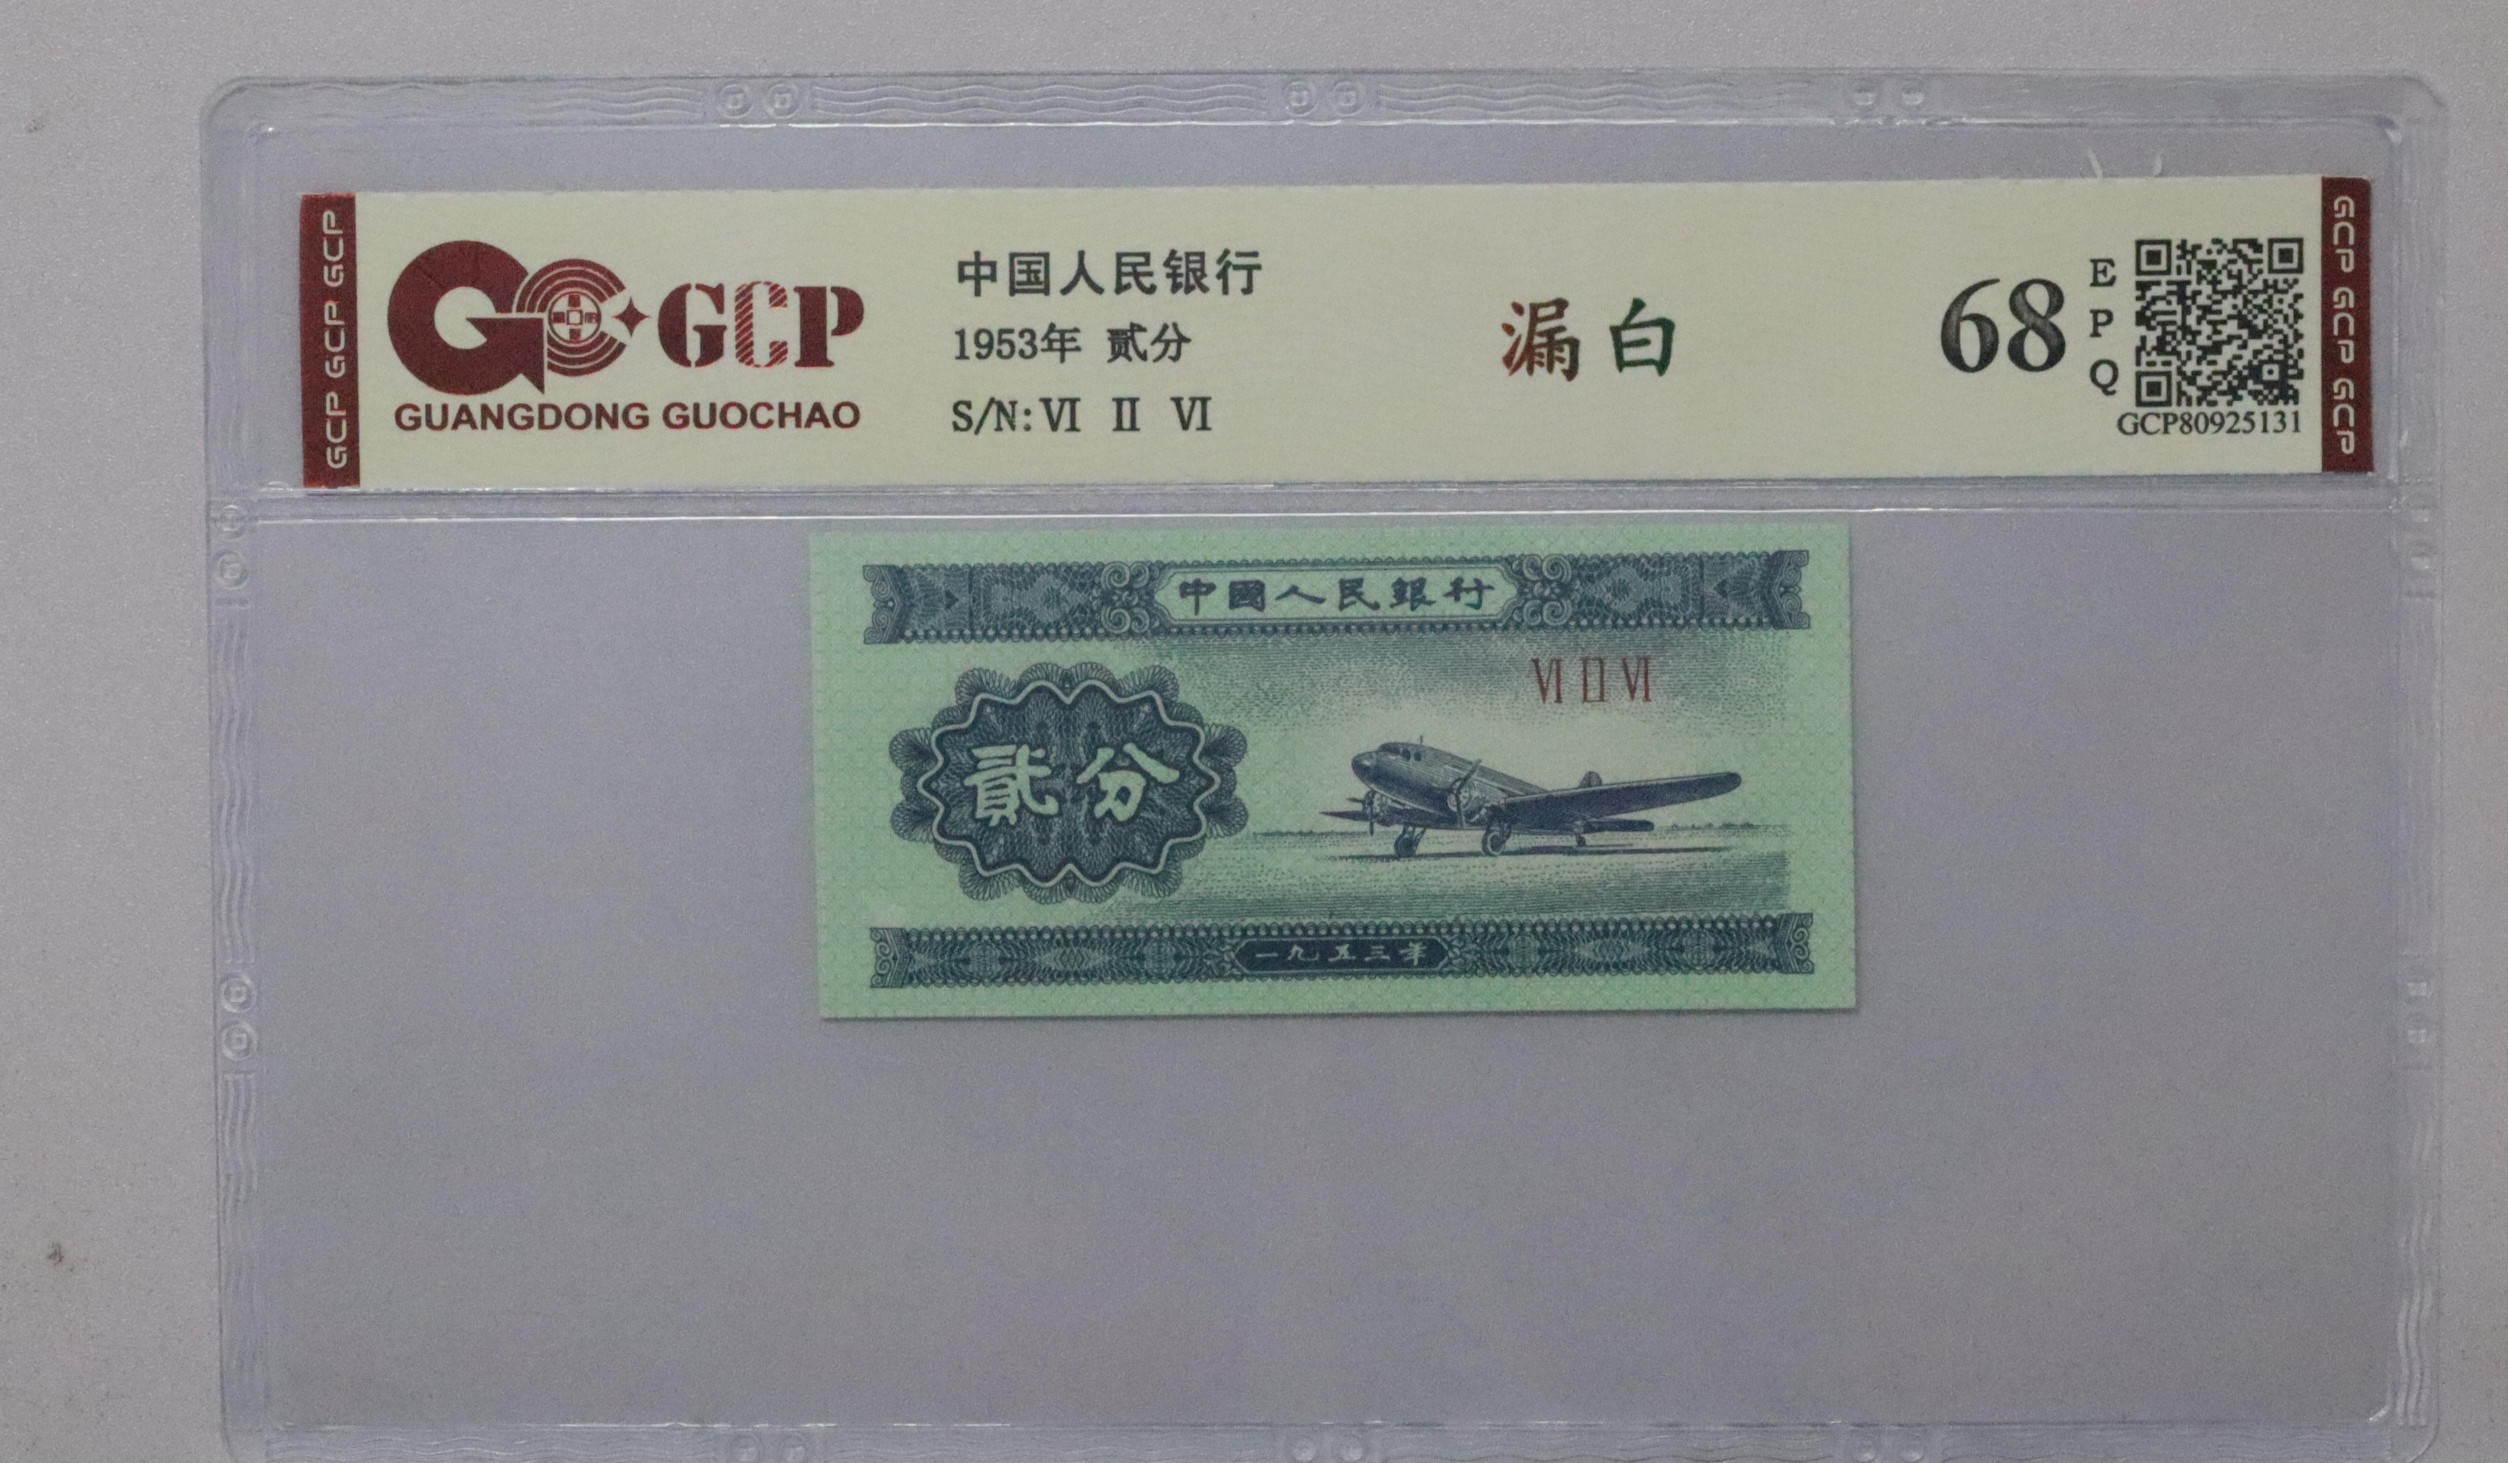 GCP GCP GCP
GCP
GUANGDONG GUOCHAO
中国人民银行
1953年 贰分
S/N: VI II VI
漏白
68
E
P
Q
GCP80925131
GCP GCP GCP
中國人民銀行
VI II VI
貳分
一九五三年